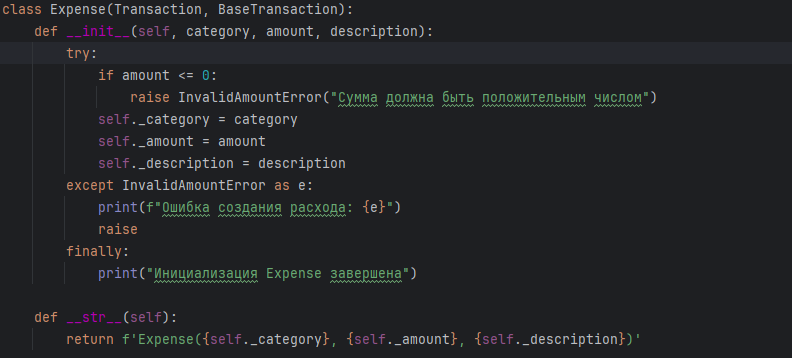 class Expense(Transaction, BaseTransaction):
    def __init__(self, category, amount, description):
        try:
            if amount <= 0:
                raise InvalidAmountError("Сумма должна быть положительным числом")
            self._category = category
            self._amount = amount
            self._description = description
        except InvalidAmountError as e:
            print(f"Ошибка создания расхода: {e}")
            raise
        finally:
            print("Инициализация Expense завершена")
    def __str__(self):
        return f'Expense({self._category}, {self._amount}, {self._description})'